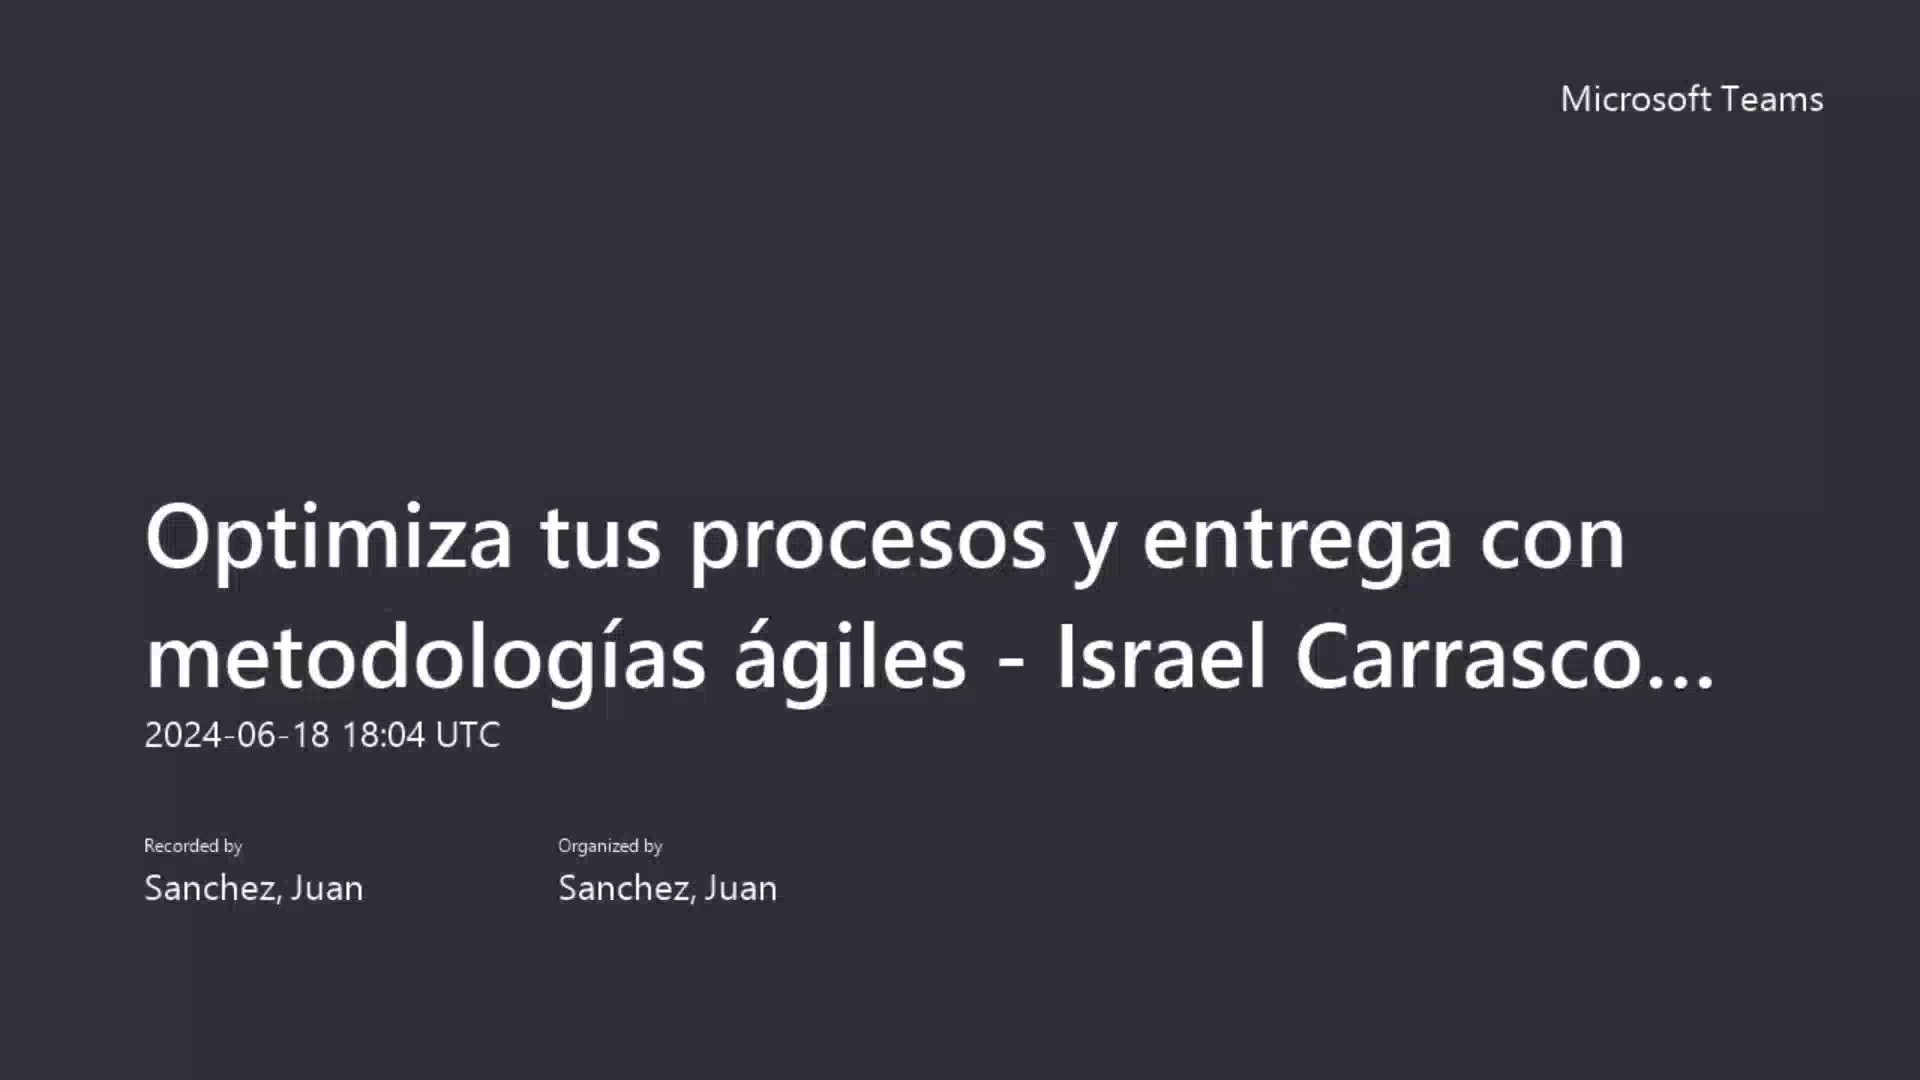 Microsoft Teams
Optimiza tus procesos y entrega con
metodologías ágiles - Israel Carrasco...
2024-06-18 18:04 UTC
Recorded by
Sanchez, Juan
Organized by
Sanchez, Juan